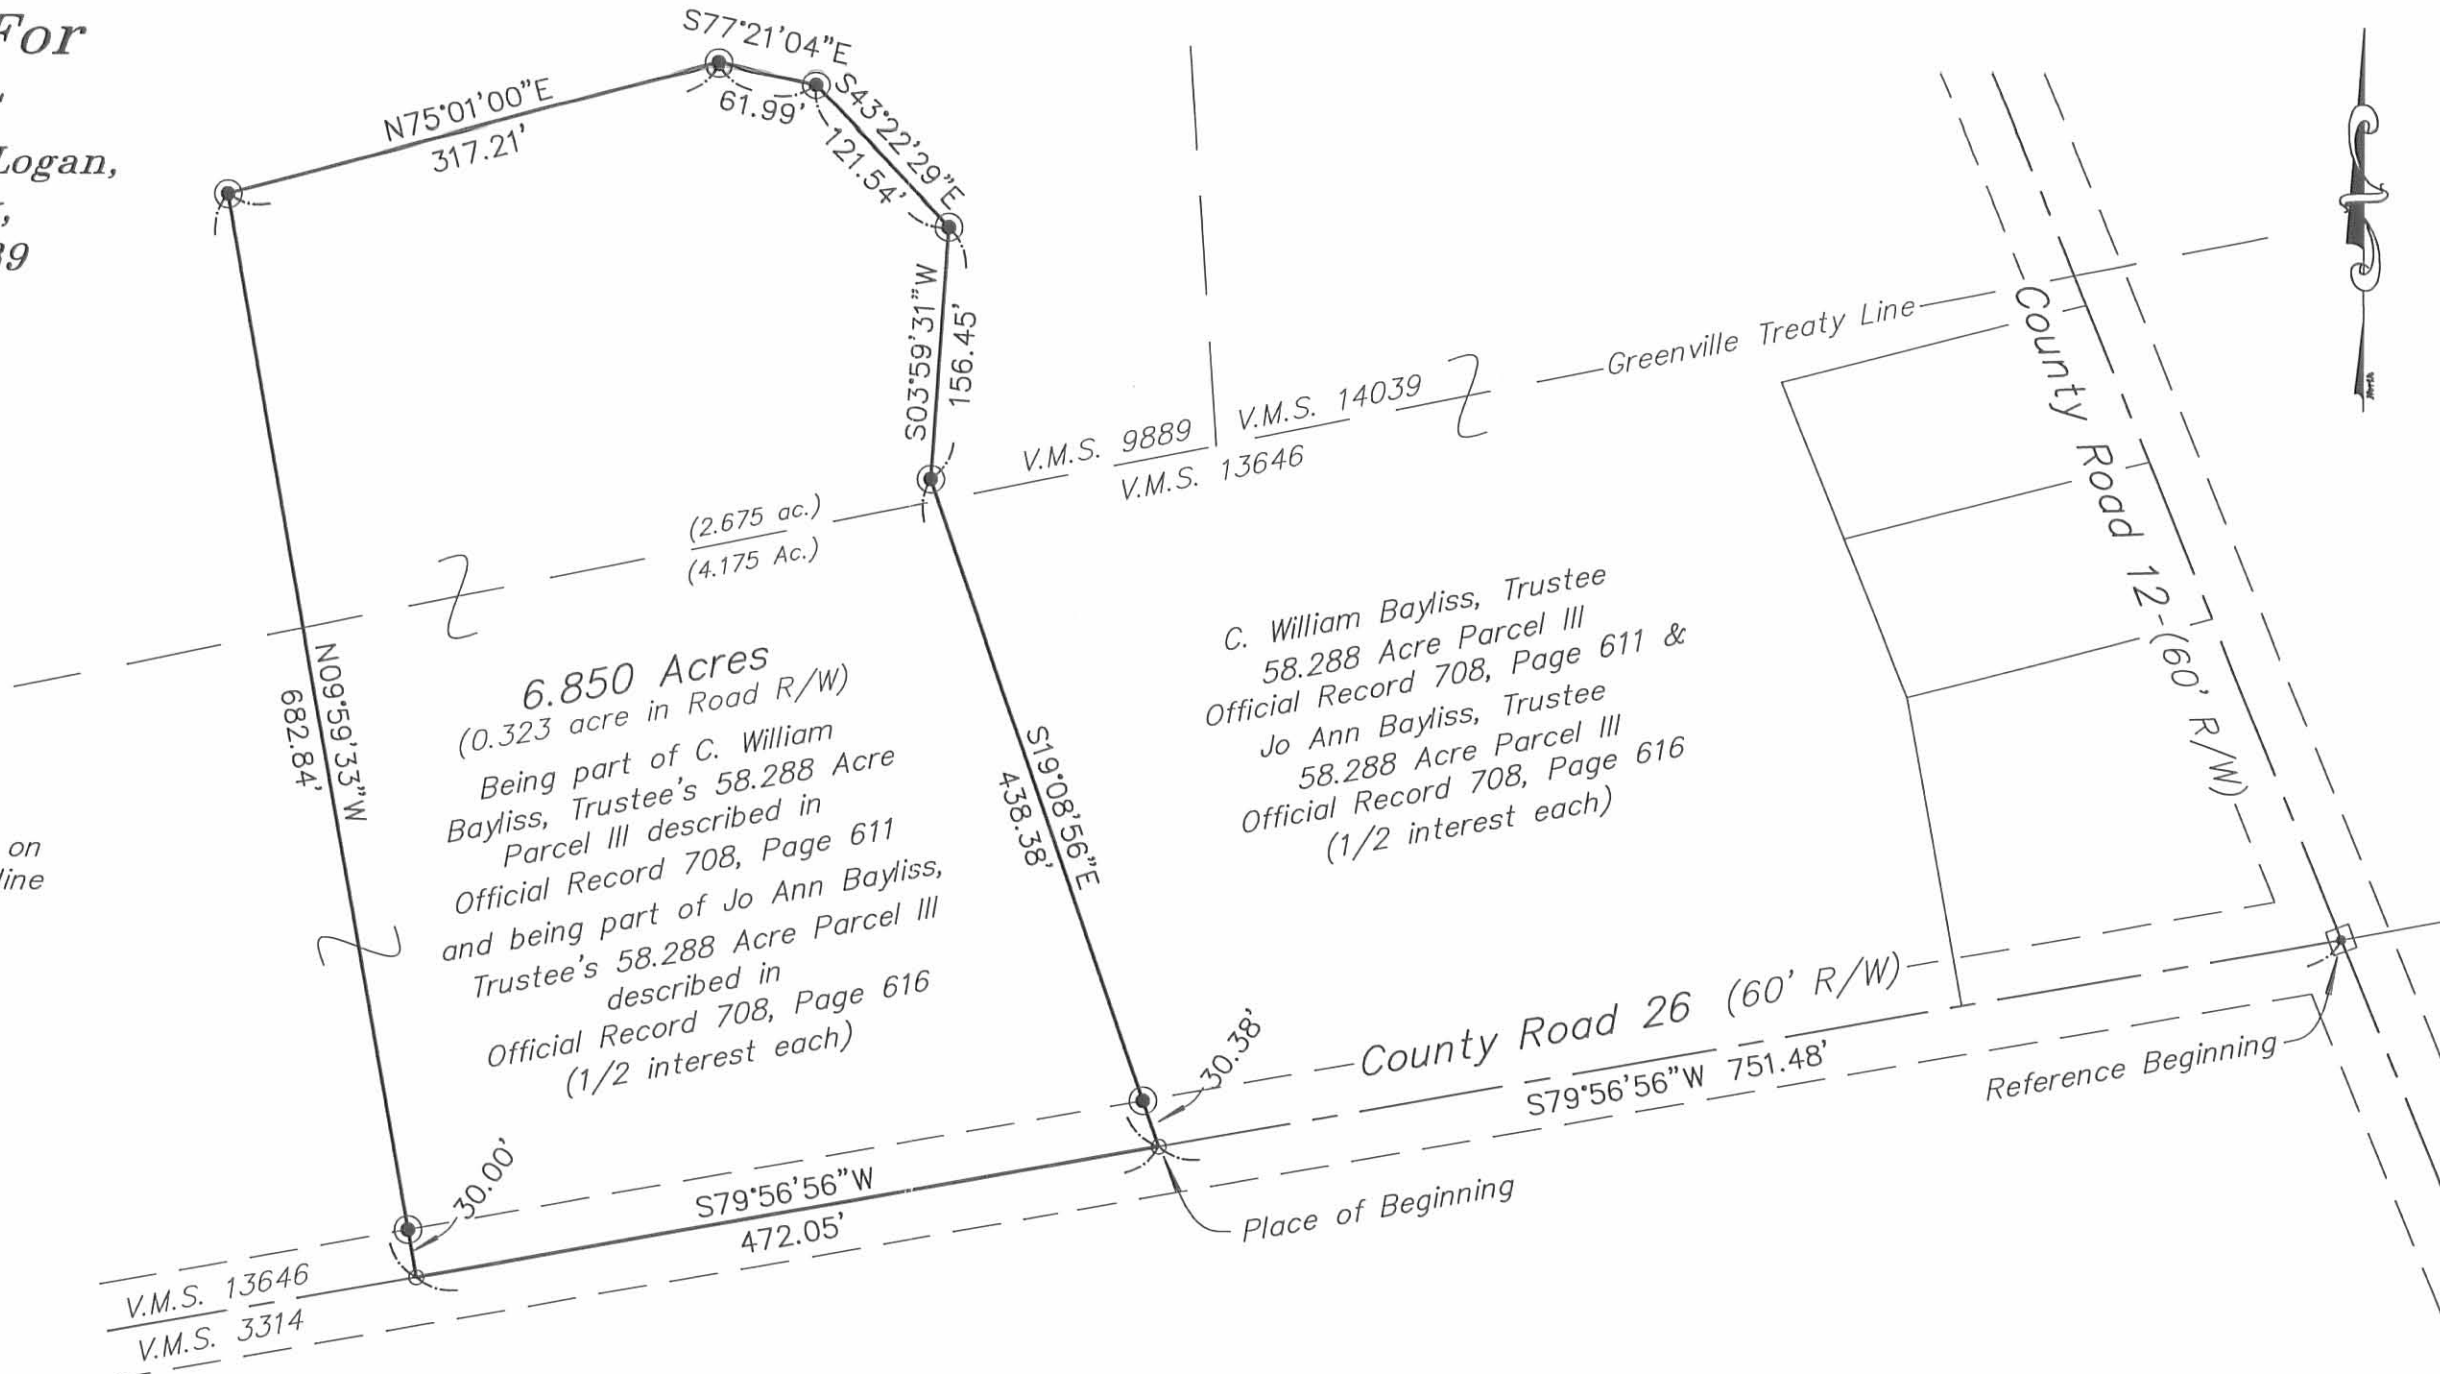 For
Logan,
39
on
line
S77°21'04"E
61.99'
N75°01'00"E
317.21'
S43°22'29"E
121.54'
S03°59'31"W
156.45'
Greenville Treaty Line
V.M.S. 9889
V.M.S. 14039
V.M.S. 13646
(2.675 ac.)
(4.175 Ac.)
County Road 12-(60' R/W)
N09°59'33"W
682.84'
6.850 Acres
(0.323 acre in Road R/W)
Being part of C. William
Bayliss, Trustee's 58.288 Acre
Parcel III described in
Official Record 708, Page 611
and being part of Jo Ann Bayliss,
Trustee's 58.288 Acre Parcel III
described in
Official Record 708, Page 616
(1/2 interest each)
S19°08'56"E
438.38'
C. William Bayliss, Trustee
58.288 Acre Parcel III
Official Record 708, Page 611 &
Jo Ann Bayliss, Trustee
58.288 Acre Parcel III
Official Record 708, Page 616
(1/2 interest each)
30.38'
County Road 26 (60' R/W)
S79°56'56"W 751.48'
Reference Beginning
30.00'
S79°56'56"W
472.05'
Place of Beginning
V.M.S. 13646
V.M.S. 3314